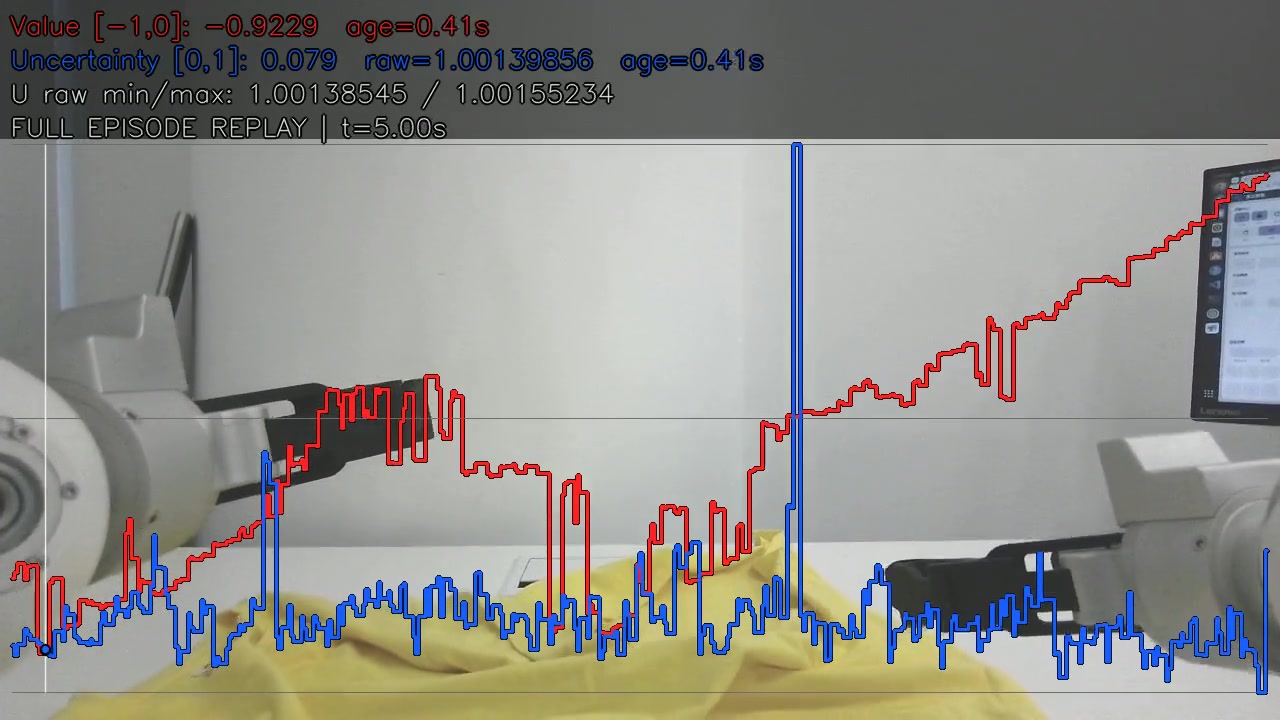 Value [-1,0]: -0.9229 age=0.41s
Uncertainty [0,1]: 0.079 raw=1.00139856 age=0.41s
U raw min/max: 1.00138545 / 1.00155234
FULL EPISODE REPLAY | t=5.00s
Lenovo